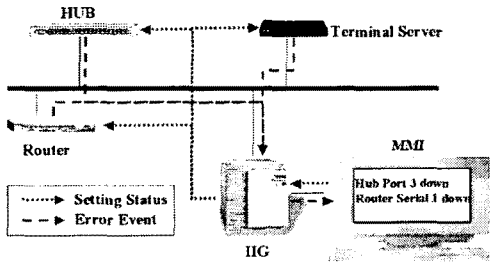 HUB
Terminal Server
Router
MMI
Hub Port 3 down
Router Serial 1 down
Setting Status
Error Event
IIG